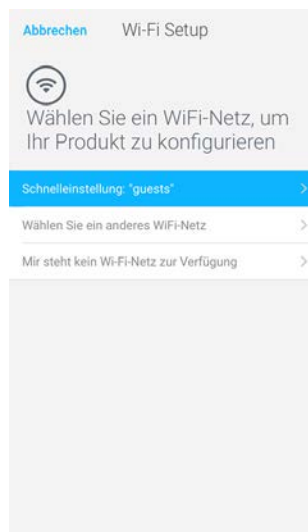 Abbrechen Wi-Fi Setup
Wählen Sie ein WiFi-Netz, um
Ihr Produkt zu konfigurieren
Schnelleinstellung: "guests"
Wählen Sie ein anderes WiFi-Netz
Mir steht kein Wi-Fi-Netz zur Verfügung